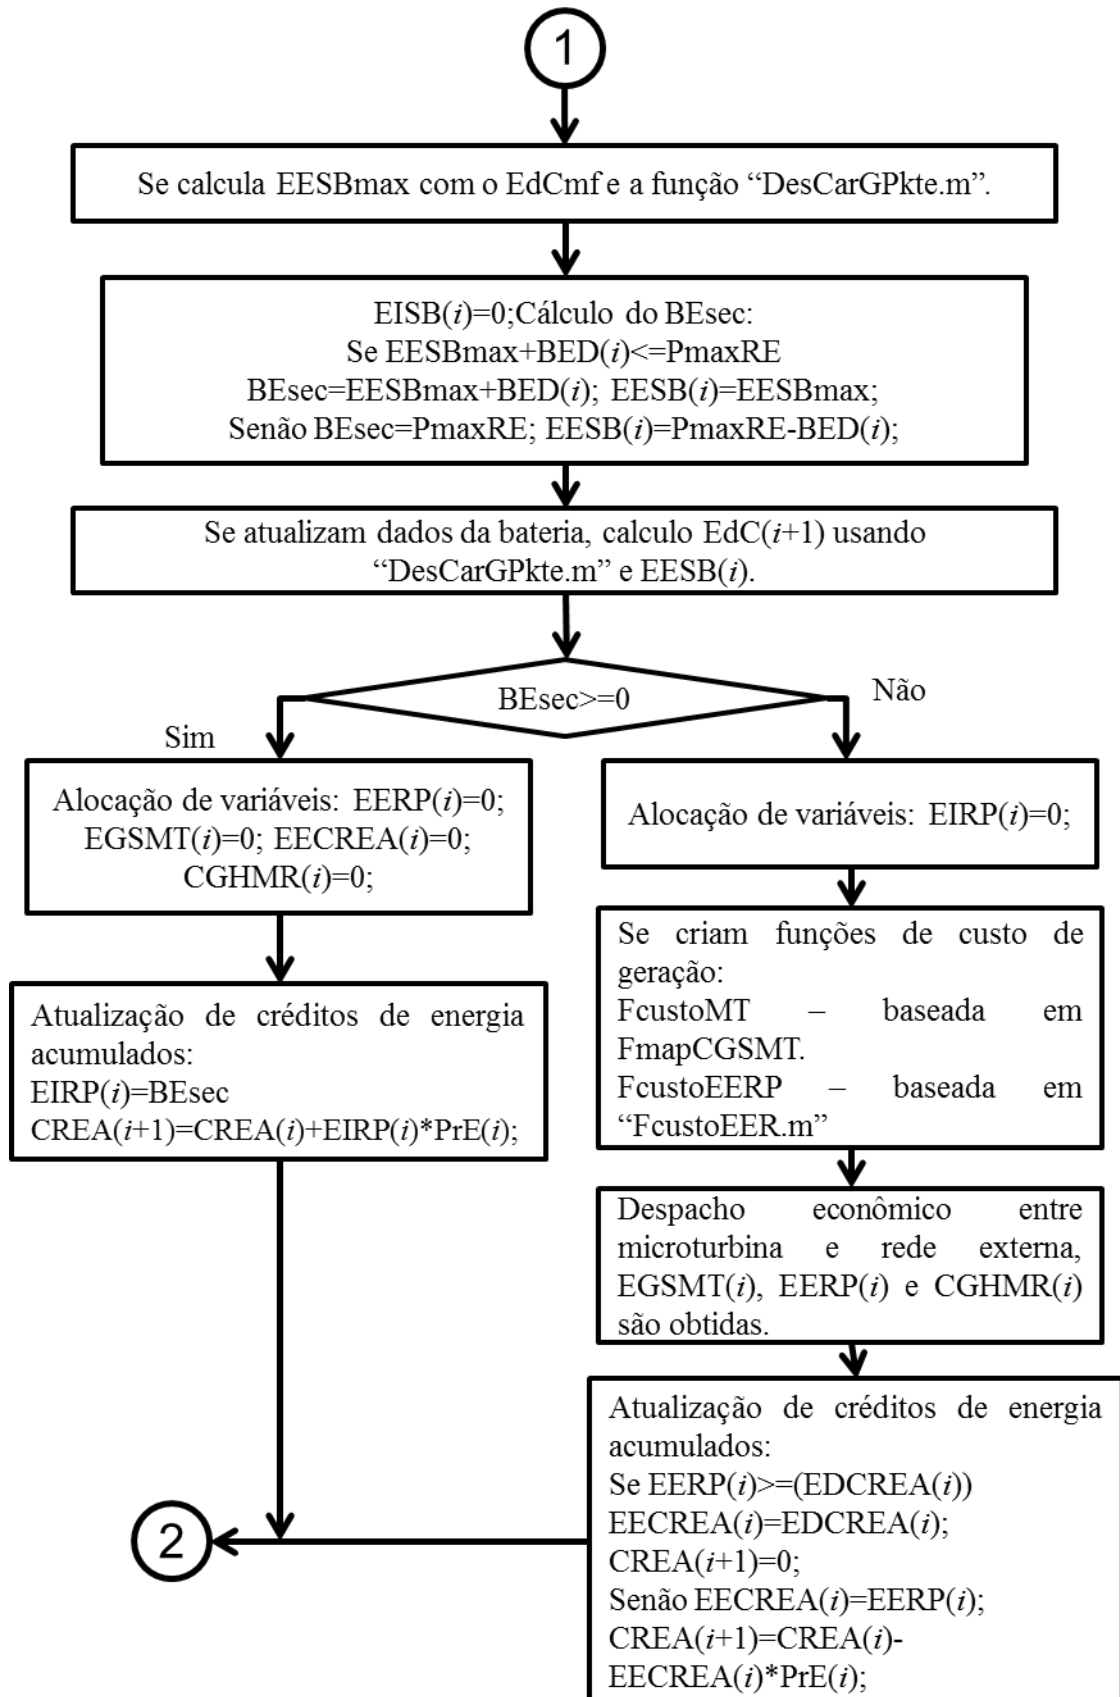 1
Se calcula EESBmax com o EdCmf e a função “DesCarGPkte.m”.
EISB(i)=0;Cálculo do BEsec:
Se EESBmax+BED(i)<=PmaxRE
BEsec=EESBmax+BED(i); EESB(i)=EESBmax;
Senão BEsec=PmaxRE; EESB(i)=PmaxRE-BED(i);
Se atualizam dados da bateria, calculo EdC(i+1) usando
“DesCarGPkte.m” e EESB(i).
BEsec>=0
Sim
Não
Alocação de variáveis: EERP(i)=0;
EGSMT(i)=0; EECREA(i)=0;
CGHMR(i)=0;
Atualização de créditos de energia
acumulados:
EIRP(i)=BEsec
CREA(i+1)=CREA(i)+EIRP(i)*PrE(i);
Alocação de variáveis: EIRP(i)=0;
Se criam funções de custo de
geração:
FcustoMT – baseada em
FmapCGSMT.
FcustoEERP – baseada em
“FcustoEER.m”
Despacho econômico entre
microturbina e rede externa,
EGSMT(i), EERP(i) e CGHMR(i)
são obtidas.
Atualização de créditos de energia
acumulados:
Se EERP(i)>=(EDCREA(i))
EECREA(i)=EDCREA(i);
CREA(i+1)=0;
Senão EECREA(i)=EERP(i);
CREA(i+1)=CREA(i)-
EECREA(i)*PrE(i);
2